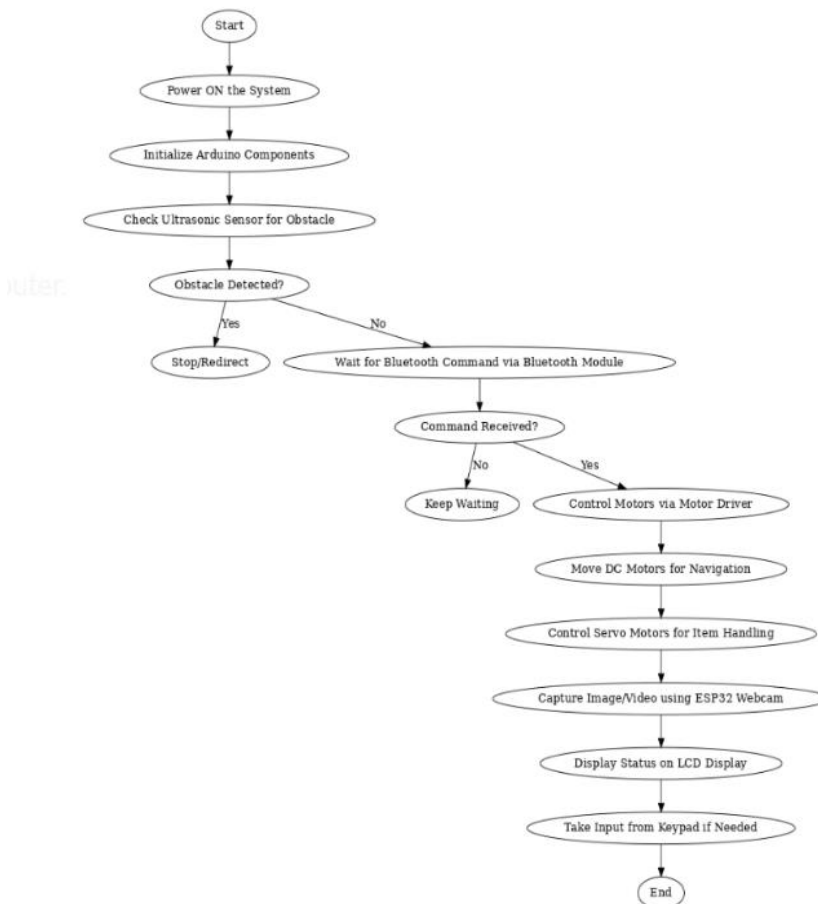 Start
Power ON the System
Initialize Arduino Components
Check Ultrasonic Sensor for Obstacle
Obstacle Detected?
Yes
No
Stop/Redirect
Wait for Bluetooth Command via Bluetooth Module
Command Received?
No
Yes
Keep Waiting
Control Motors via Motor Driver
Move DC Motors for Navigation
Control Servo Motors for Item Handling
Capture Image/Video using ESP32 Webcam
Display Status on LCD Display
Take Input from Keypad if Needed
End